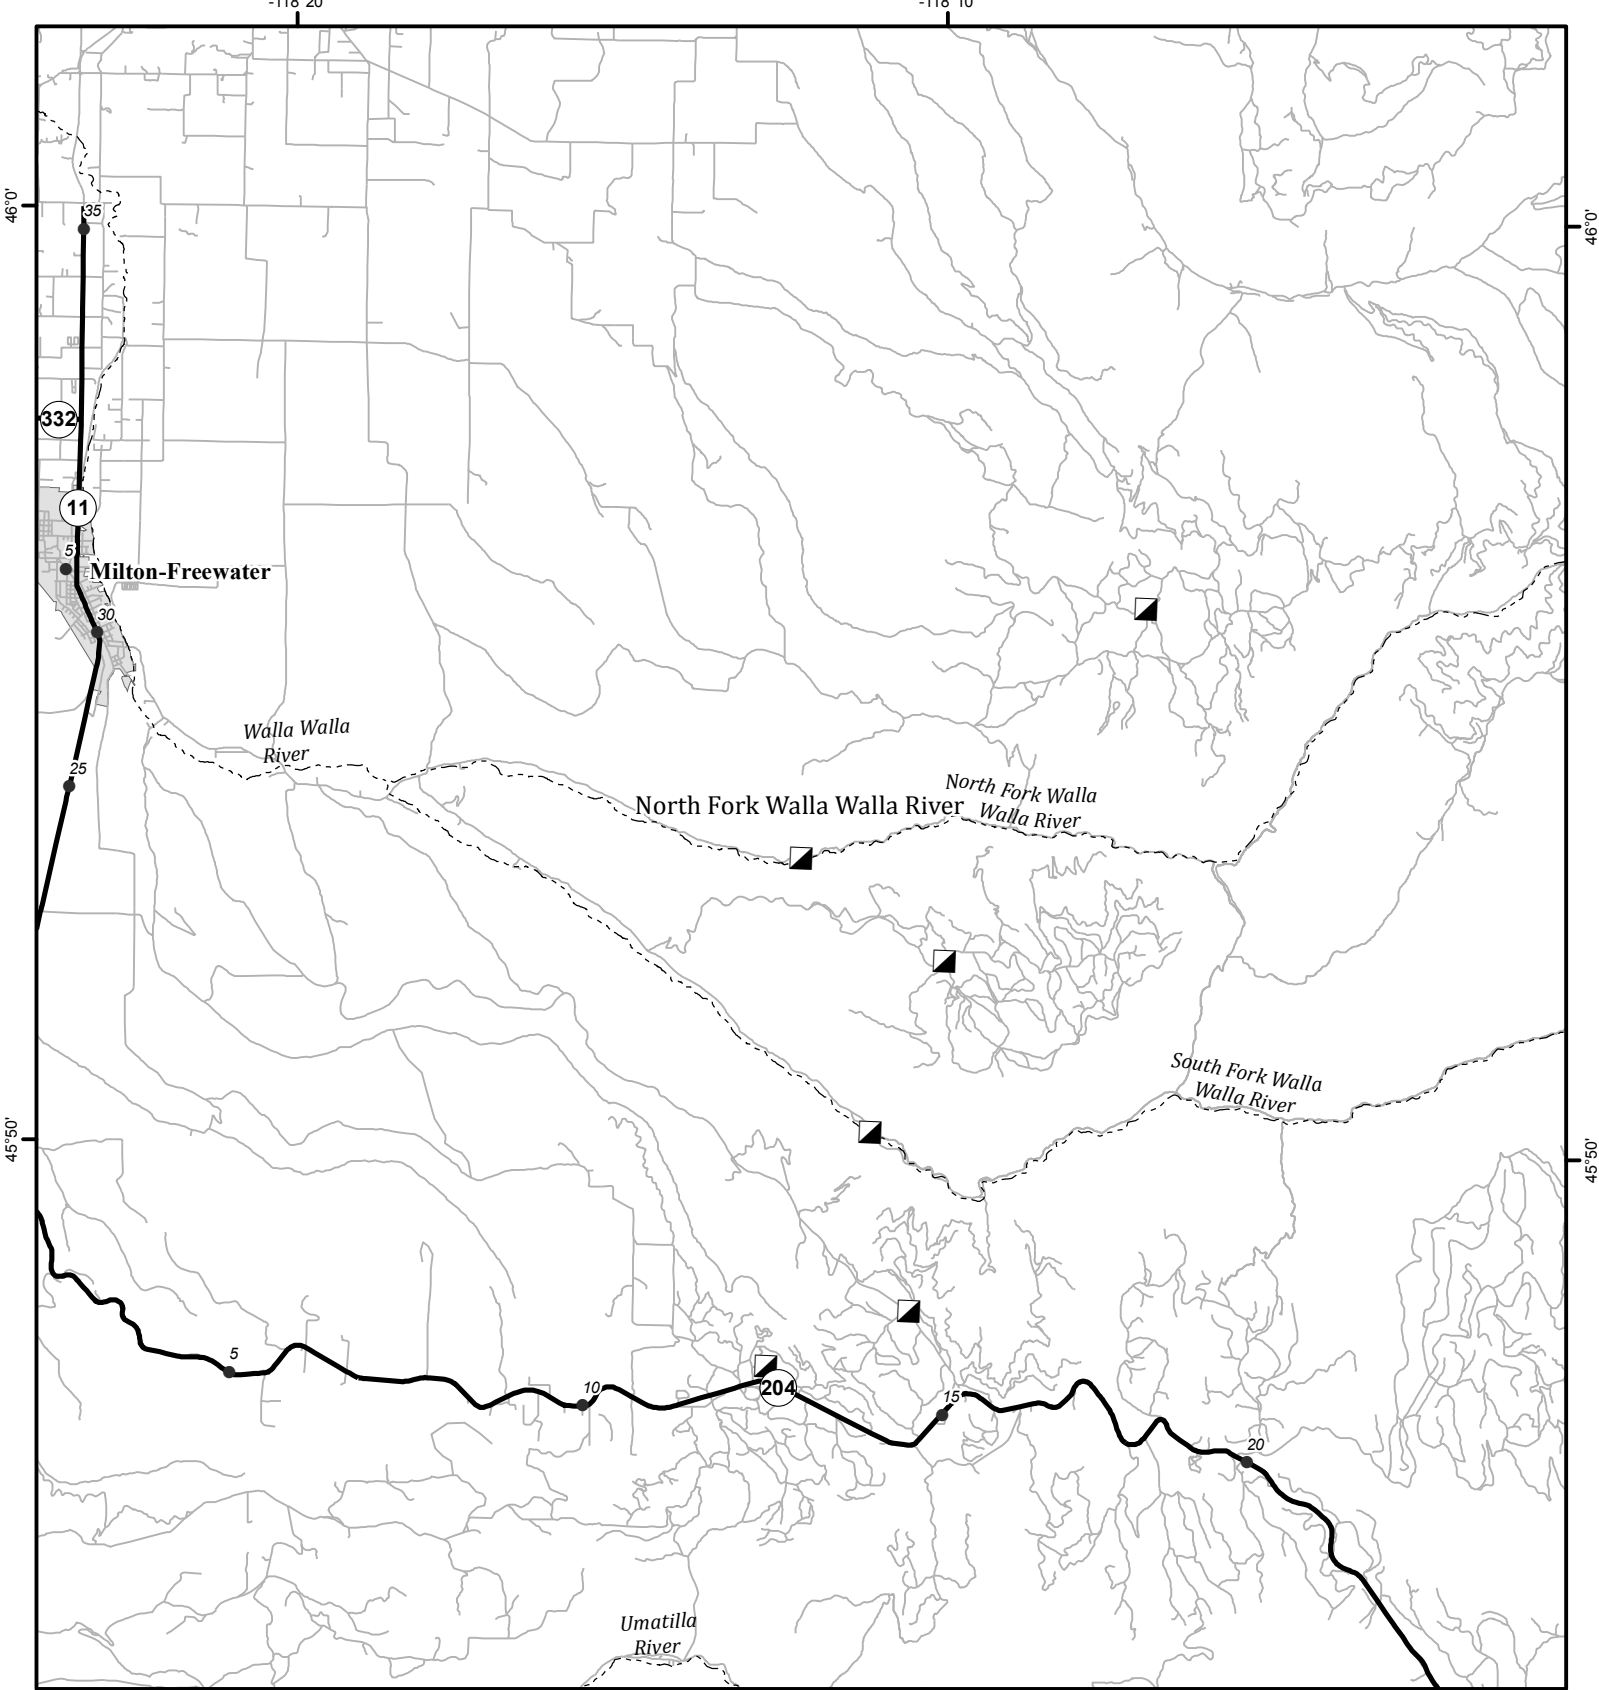 -118°20'
-118°10'
46°0'
46°0'
35
332
11
5
Milton-Freewater
30
Walla Walla
River
25
North Fork Walla
Walla River
North Fork Walla Walla River
South Fork Walla
Walla River
45°50'
45°50'
5
10
204
15
20
Umatilla
River